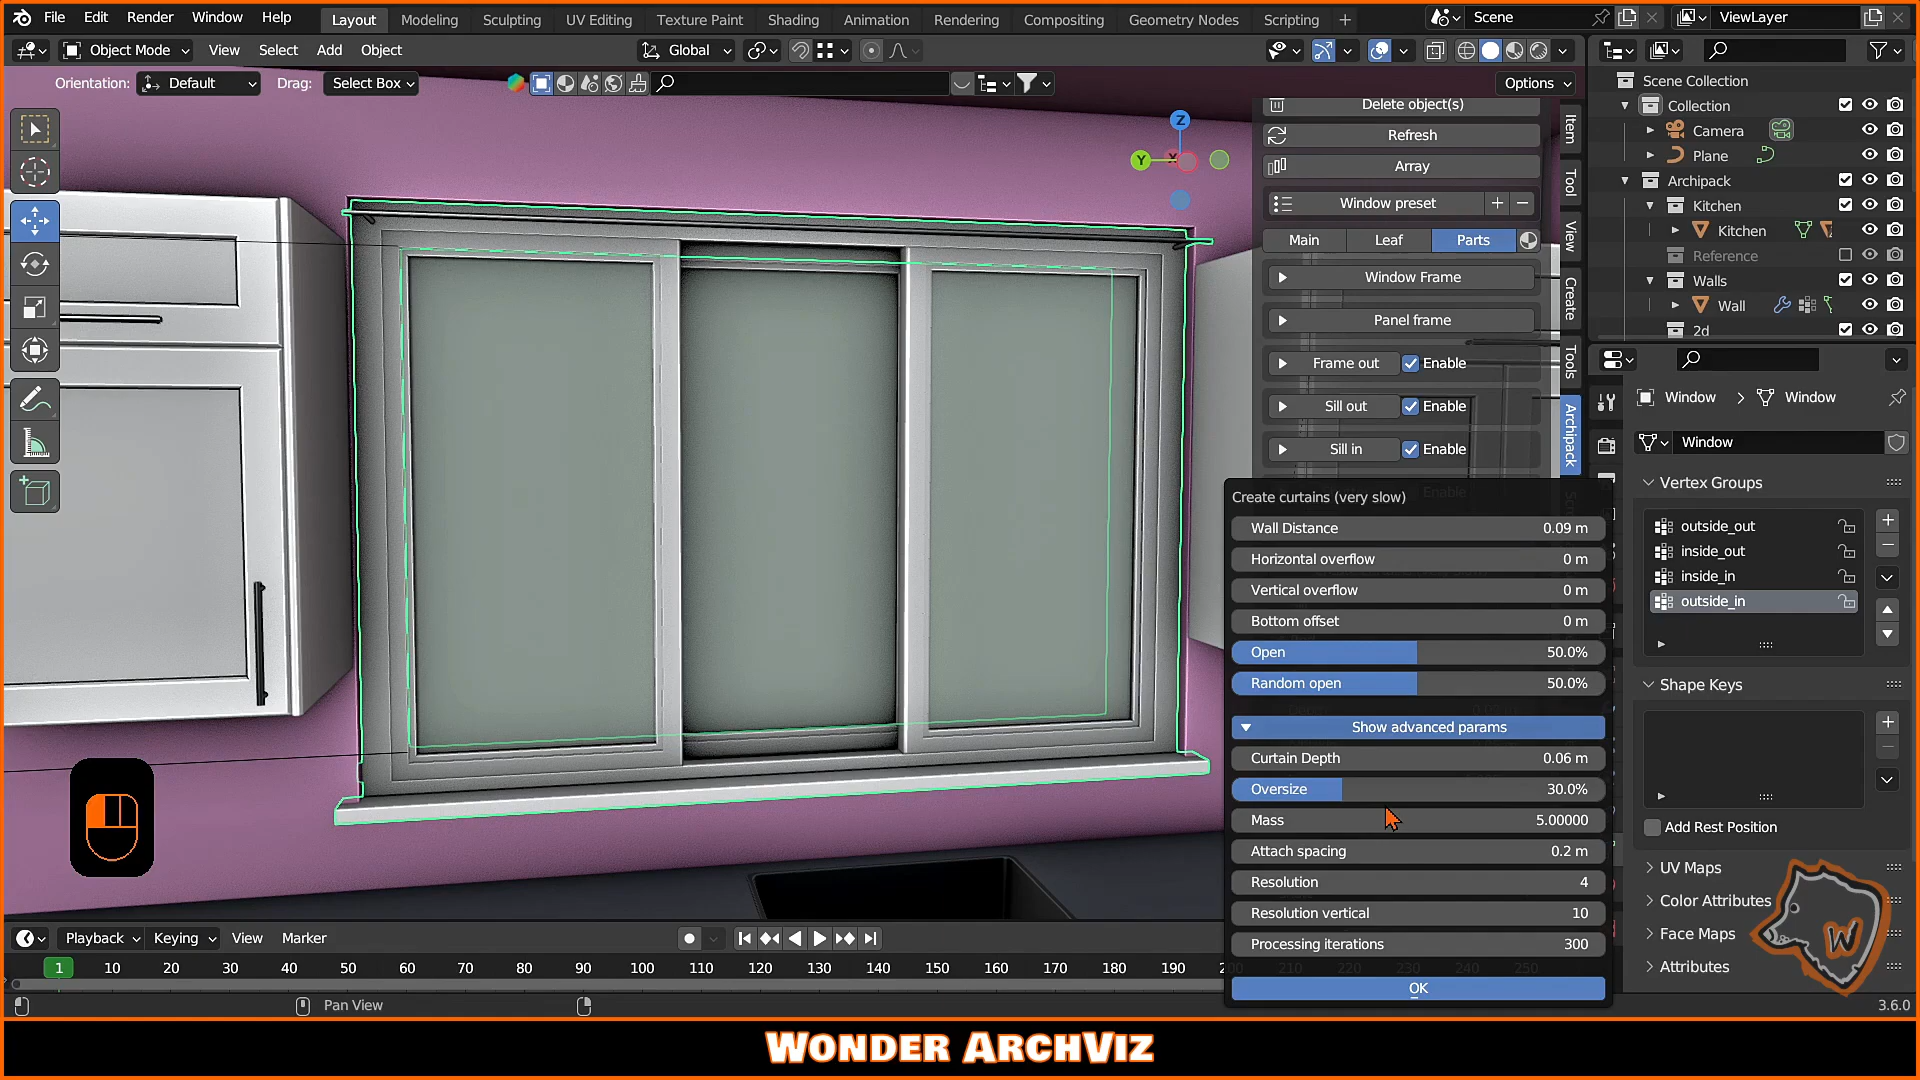 File Edit Render Window Help Layout Modeling Sculpting UV Editing Texture Paint Shading Animation Rendering Compositing Geometry Nodes Scripting + Scene ViewLayer
Object Mode View Select Add Object Global
Orientation: Default Drag: Select Box Options
Scene Collection
Collection
Camera
Plane
Archipack
Kitchen
Kitchen
Reference
Walls
Wall
2d
Z
Y
X
Delete object(s)
Refresh
Array
Window preset
Main Leaf Parts
Window Frame
Panel frame
Frame out Enable
Sill out Enable
Sill in Enable
Item
Tool
View
Create
Tools
Archipack
Create curtains (very slow)
Wall Distance 0.09 m
Horizontal overflow 0 m
Vertical overflow 0 m
Bottom offset 0 m
Open 50.0%
Random open 50.0%
Show advanced params
Curtain Depth 0.06 m
Oversize 30.0%
Mass 5.00000
Attach spacing 0.2 m
Resolution 4
Resolution vertical 10
Processing iterations 300
OK
Window > Window
Window
Vertex Groups
outside_out
inside_out
inside_in
outside_in
Shape Keys
Add Rest Position
UV Maps
Color Attributes
Face Maps
Attributes
W
Playback Keying View Marker
1 10 20 30 40 50 60 70 80 90 100 110 120 130 140 150 160 170 180 190 200 210 220 230 240 250
Pan View
3.6.0
Wonder ArchViz